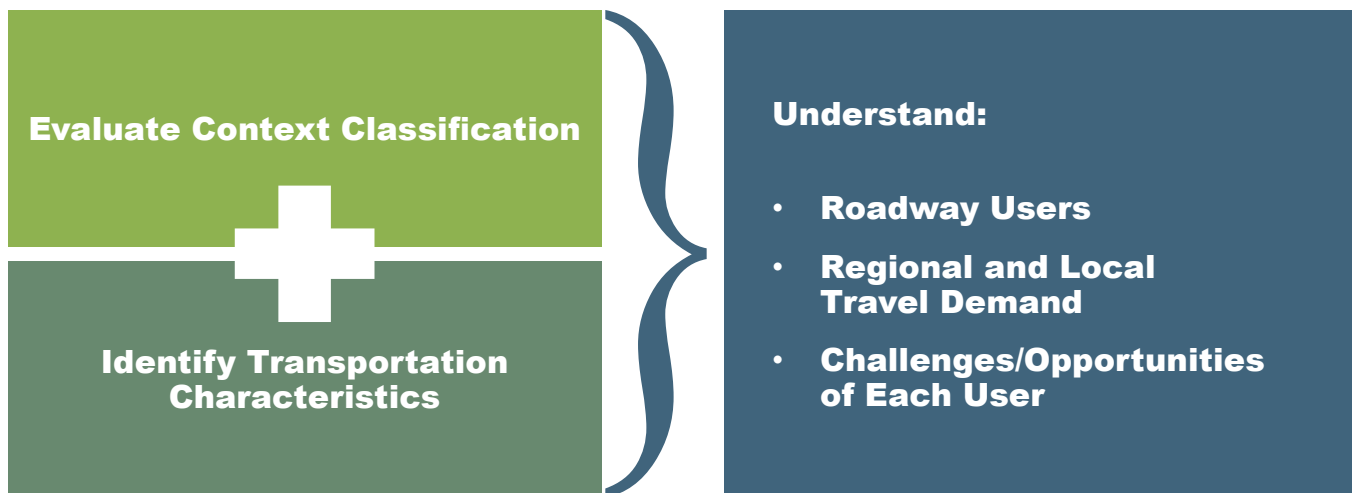 Evaluate Context Classification
Identify Transportation
Characteristics
Understand:
• Roadway Users
• Regional and Local
Travel Demand
• Challenges/Opportunities
of Each User